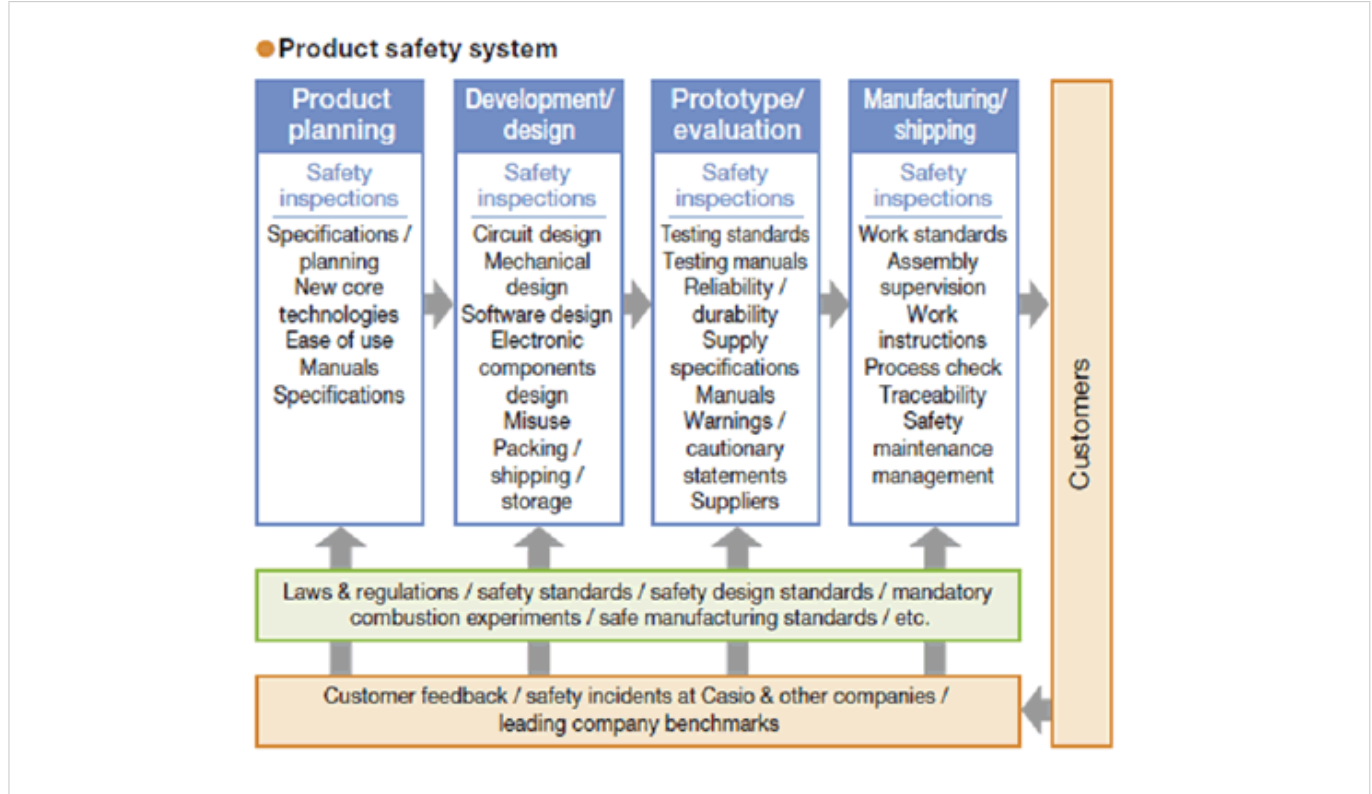 Product safety system
Product
planning
Safety
inspections
Specifications /
planning
New core
technologies
Ease of use
Manuals
Specifications
Development/
design
Safety
inspections
Circuit design
Mechanical
design
Software design
Electronic
components
design
Misuse
Packing /
shipping /
storage
Prototype/
evaluation
Safety
inspections
Testing standards
Testing manuals
Reliability /
durability
Supply
specifications
Manuals
Warnings /
cautionary
statements
Suppliers
Manufacturing/
shipping
Safety
inspections
Work standards
Assembly
supervision
Work
instructions
Process check
Traceability
Safety
maintenance
management
Customers
Laws & regulations / safety standards / safety design standards / mandatory
combustion experiments / safe manufacturing standards / etc.
Customer feedback / safety incidents at Casio & other companies /
leading company benchmarks